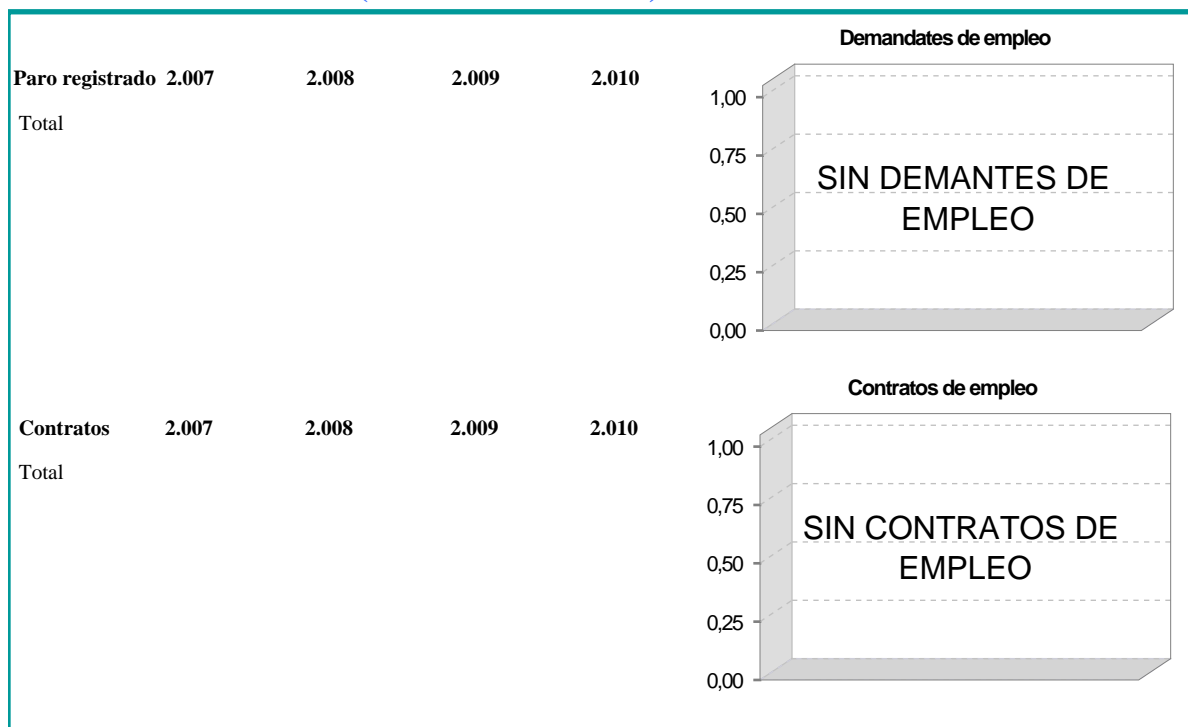 Demandates de empleo
Paro registrado 2.007 2.008 2.009 2.010
Total
1,00
0,75
0,50
0,25
0,00
SIN DEMANTES DE
EMPLEO
Contratos de empleo
Contratos 2.007 2.008 2.009 2.010
Total
1,00
0,75
0,50
0,25
0,00
SIN CONTRATOS DE
EMPLEO